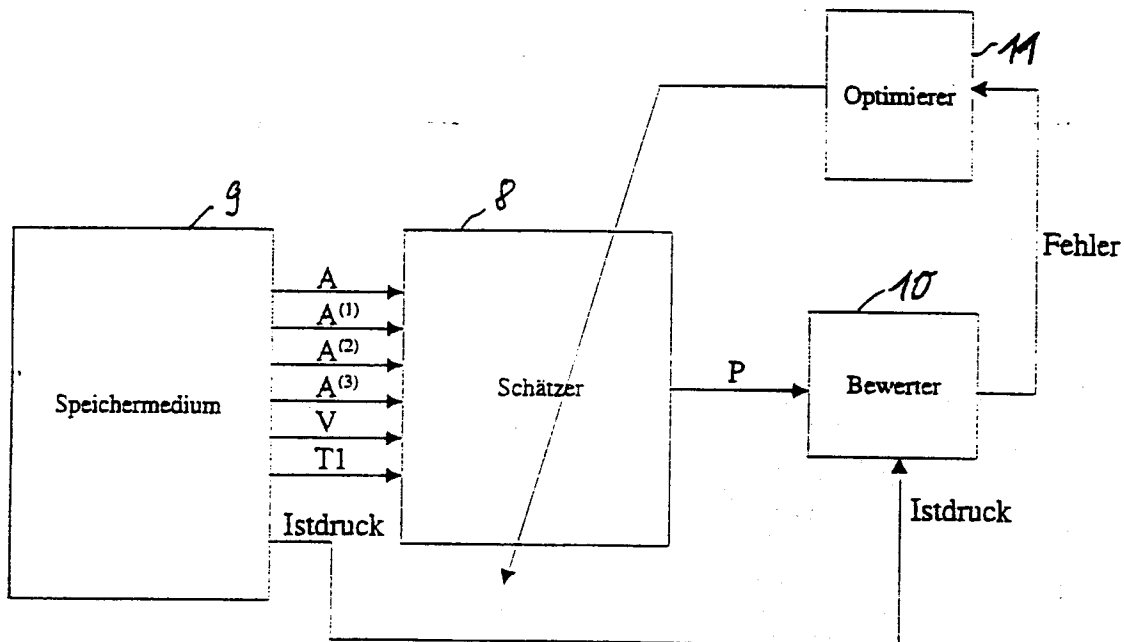 11
Optimierer
9
8
Fehler
A
A⁽¹⁾
A⁽²⁾
A⁽³⁾
V
T1
10
Speichermedium
Schätzer
P
Bewerter
Istdruck
Istdruck